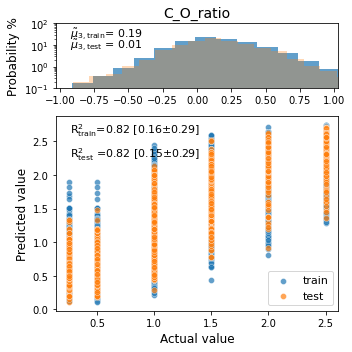 C_O_ratio
Probability %
10²
10¹
10⁰
10⁻¹
μ̃₃,train = 0.19
μ̃₃,test = 0.01
−1.00 −0.75 −0.50 −0.25 0.00 0.25 0.50 0.75 1.00
R²train=0.82 [0.16±0.29]
R²test =0.82 [0.15±0.29]
Predicted value
2.5
2.0
1.5
1.0
0.5
0.0
train
test
0.5 1.0 1.5 2.0 2.5
Actual value